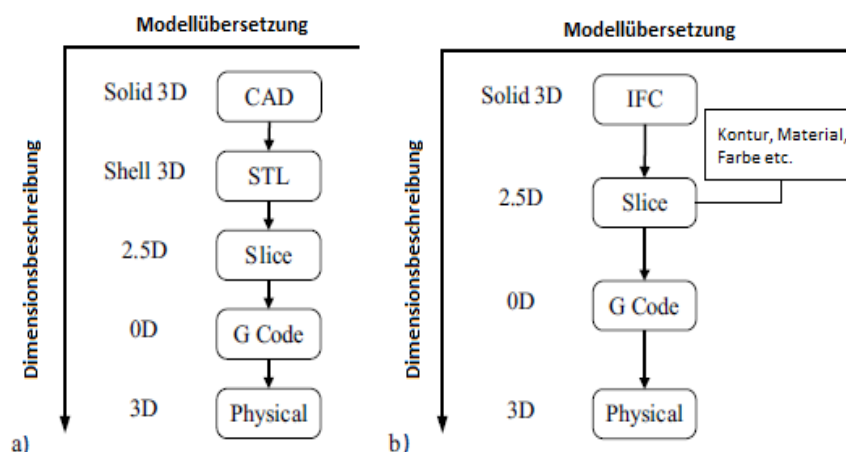 Modellübersetzung
Dimensionsbeschreibung
Solid 3D
CAD
Shell 3D
STL
2.5D
Slice
0D
G Code
3D
Physical
a)
Modellübersetzung
Dimensionsbeschreibung
Solid 3D
IFC
Kontur, Material,
Farbe etc.
2.5D
Slice
0D
G Code
3D
Physical
b)